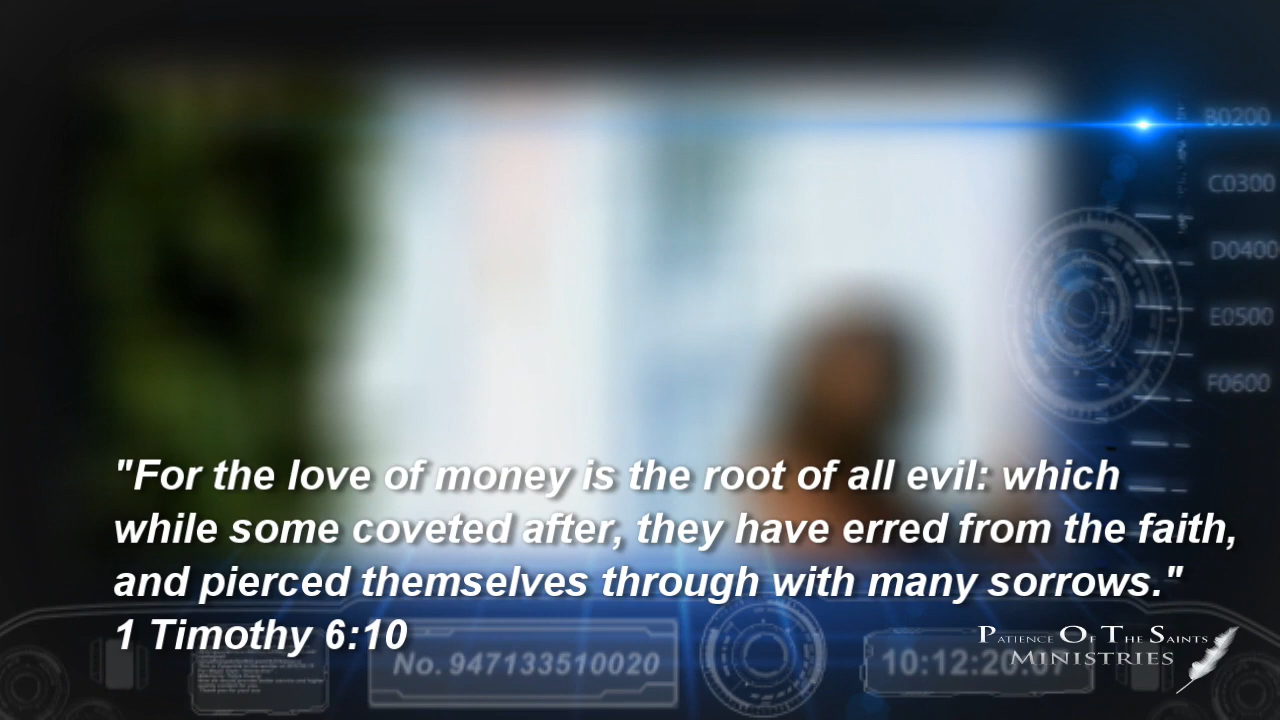 B0200
C0300
D0400
E0500
F0600
"For the love of money is the root of all evil: which
while some coveted after, they have erred from the faith,
and pierced themselves through with many sorrows."
1 Timothy 6:10
No. 947133510020
Patience Of The Saints
Ministries